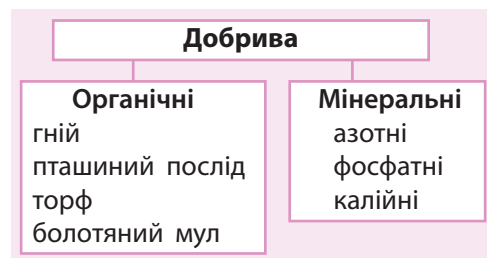 Добрива
Органічні
гній
пташиний послід
торф
болотяний мул
Мінеральні
азотні
фосфатні
калійні